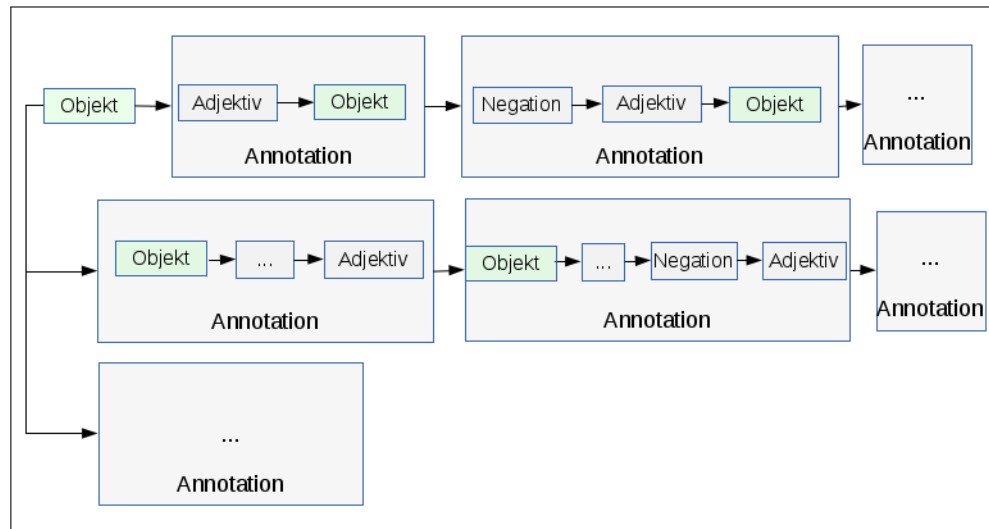 Objekt
Adjektiv
Objekt
Annotation
Negation
Adjektiv
Objekt
Annotation
...
Annotation
Objekt
...
Adjektiv
Annotation
Objekt
...
Negation
Adjektiv
Annotation
...
Annotation
...
Annotation